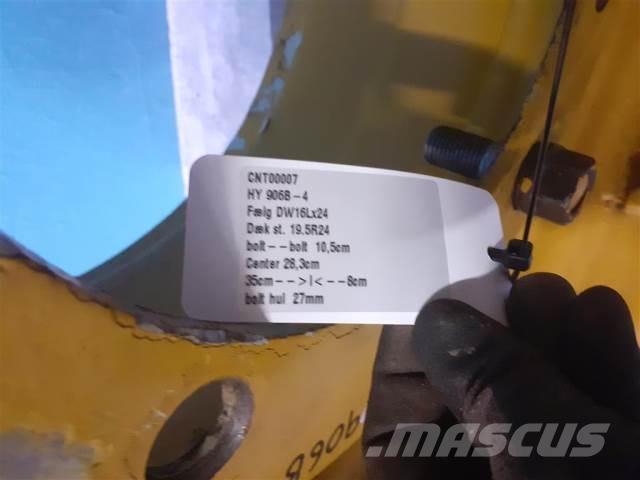 CNT00007
HY 906B-4
Fælg DW16Lx24
Dæk st. 19.5R24
bolt--bolt 10,5cm
Center 28,3cm
35cm-->|<--8cm
bolt hul 27mm
906B
MASCUS